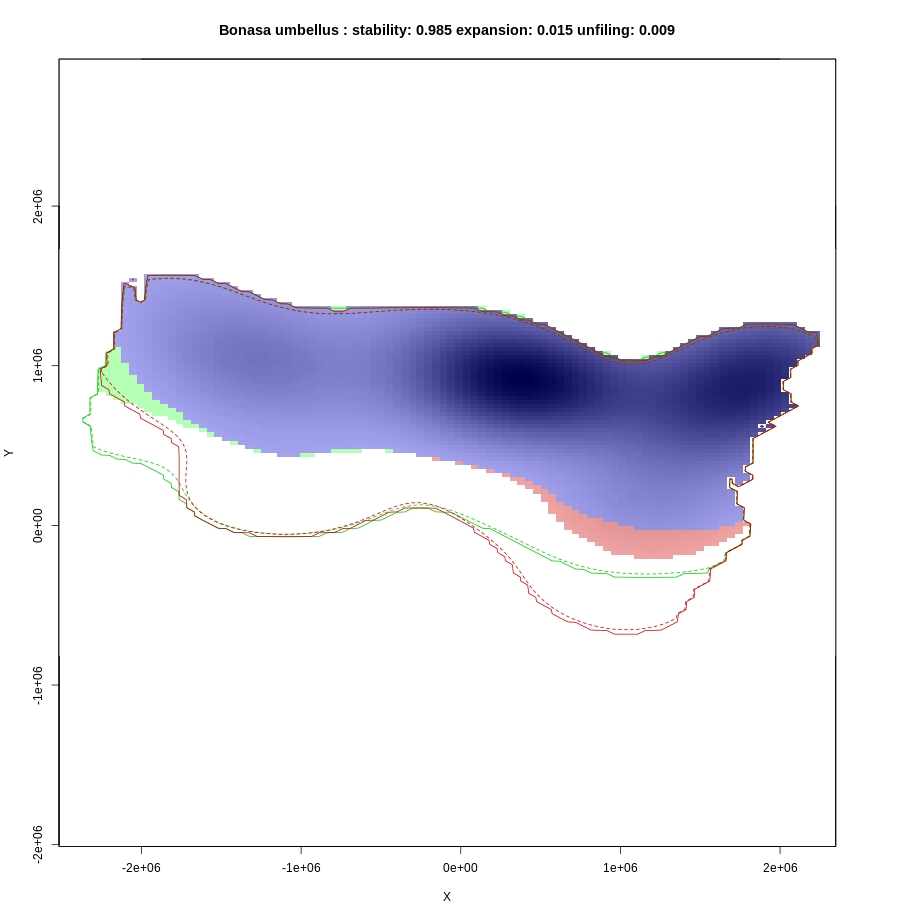 Bonasa umbellus : stability: 0.985 expansion: 0.015 unfiling: 0.009
2e+06
1e+06
0e+00
-1e+06
-2e+06
Y
-2e+06 -1e+06 0e+00 1e+06 2e+06
X